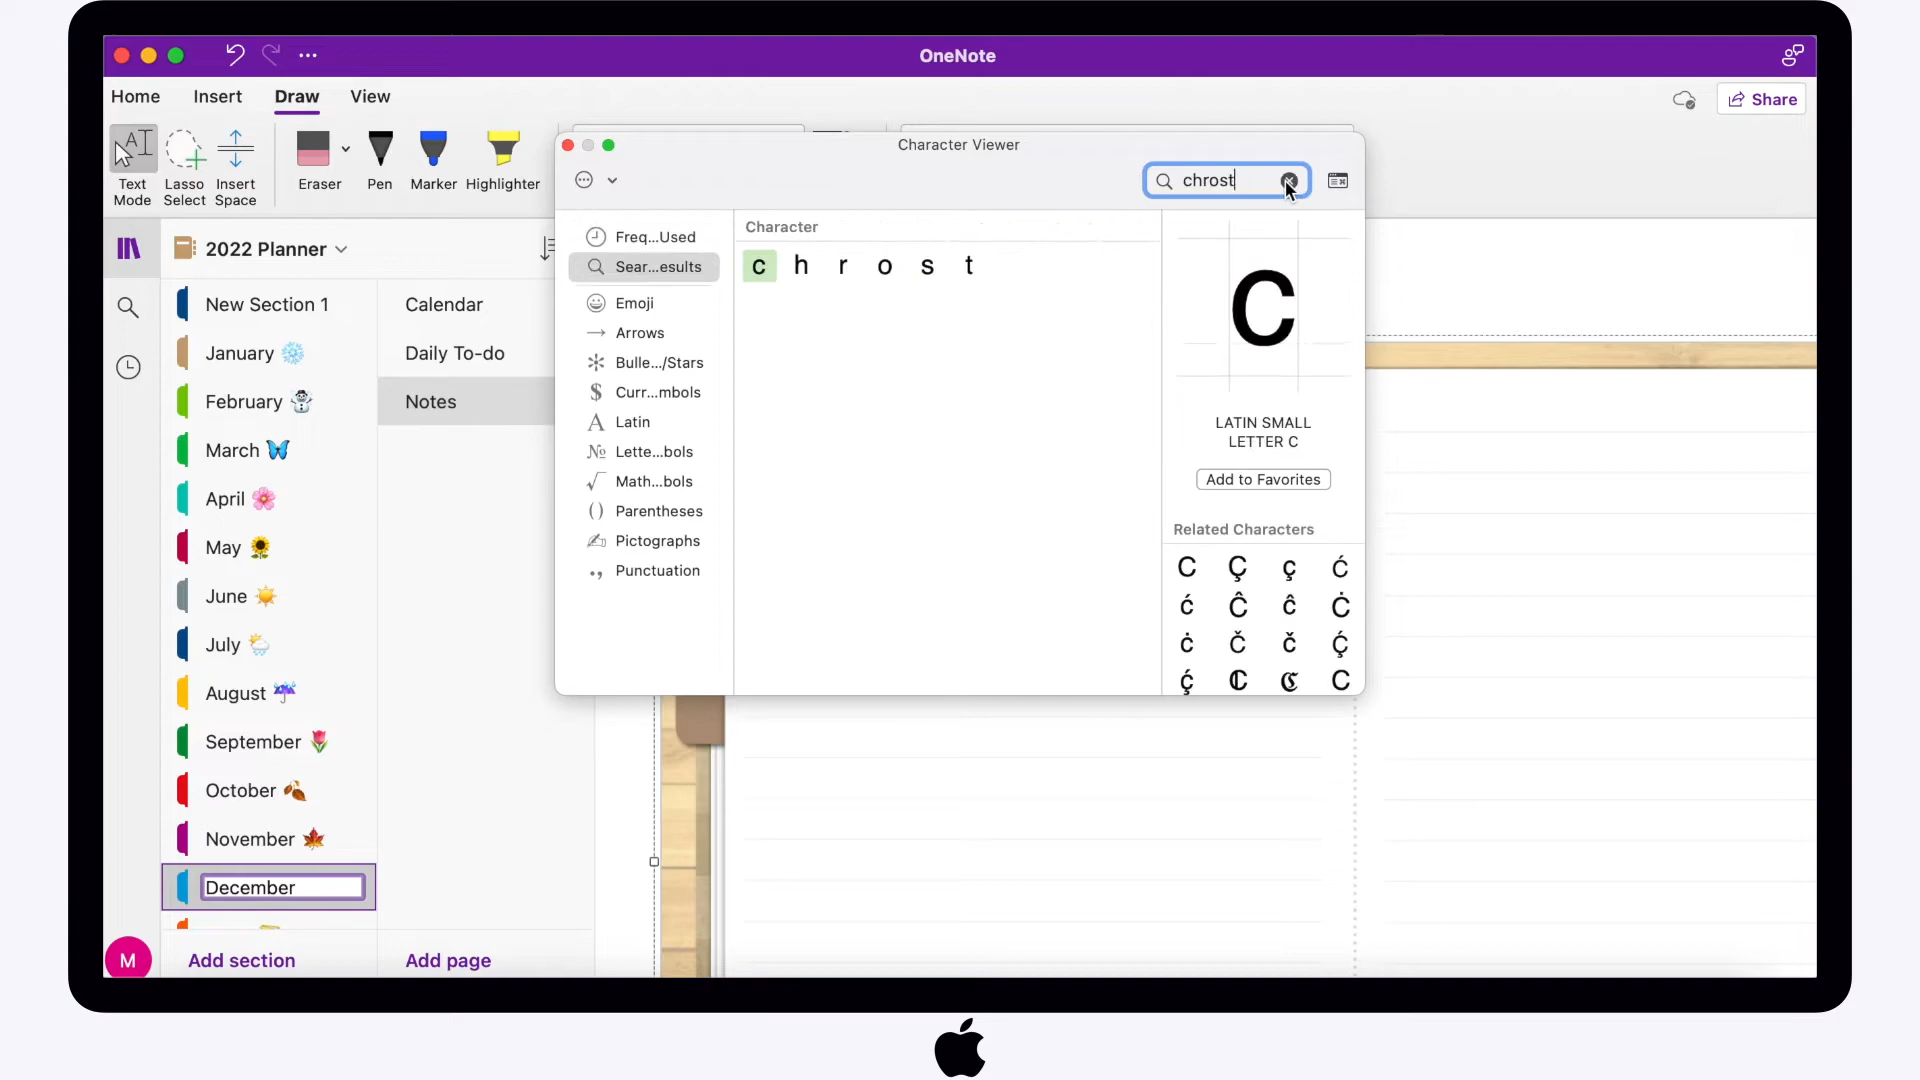 OneNote
Home Insert Draw View
Share
Text Mode
Lasso Select
Insert Space
Eraser
Pen
Marker
Highlighter
Character Viewer
chrost
2022 Planner
New Section 1
January
February
March
April
May
June
July
August
September
October
November
December
Add section
Calendar
Daily To-do
Notes
Add page
Freq...Used
Sear...esults
Emoji
Arrows
Bulle.../Stars
Curr...mbols
Latin
Lette...bols
Math...bols
Parentheses
Pictographs
Punctuation
Character
c h r o s t
c
LATIN SMALL
LETTER C
Add to Favorites
Related Characters
C Ç ç Ć
ć Ĉ ĉ Ċ
ċ Č č Ḉ
ḉ ℂ ℭ C
M